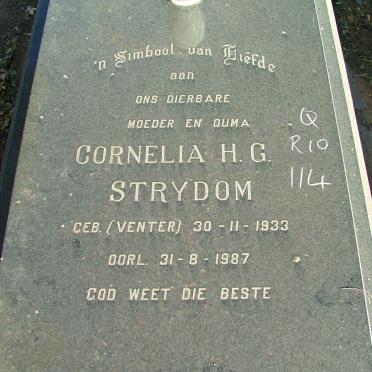 'n Simbool van Liefde
aan
ONS DIERBARE
MOEDER EN OUMA
CORNELIA H. G.
STRYDOM
GEB. (VENTER) 30-11-1933
OORL. 31-8-1987
GOD WEET DIE BESTE
Q
R10
114